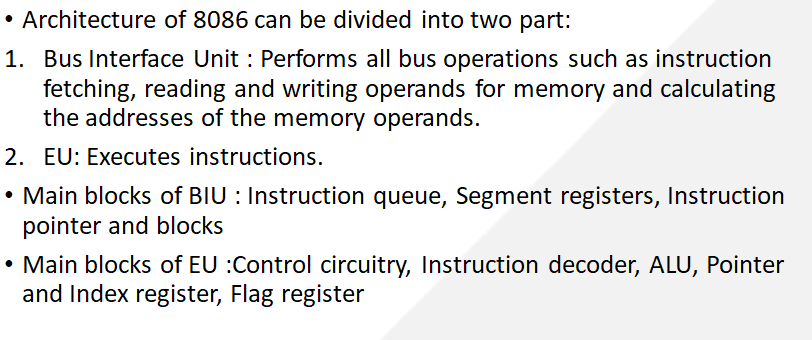 • Architecture of 8086 can be divided into two part:
1. Bus Interface Unit : Performs all bus operations such as instruction
fetching, reading and writing operands for memory and calculating
the addresses of the memory operands.
2. EU: Executes instructions.
• Main blocks of BIU : Instruction queue, Segment registers, Instruction
pointer and blocks
• Main blocks of EU :Control circuitry, Instruction decoder, ALU, Pointer
and Index register, Flag register